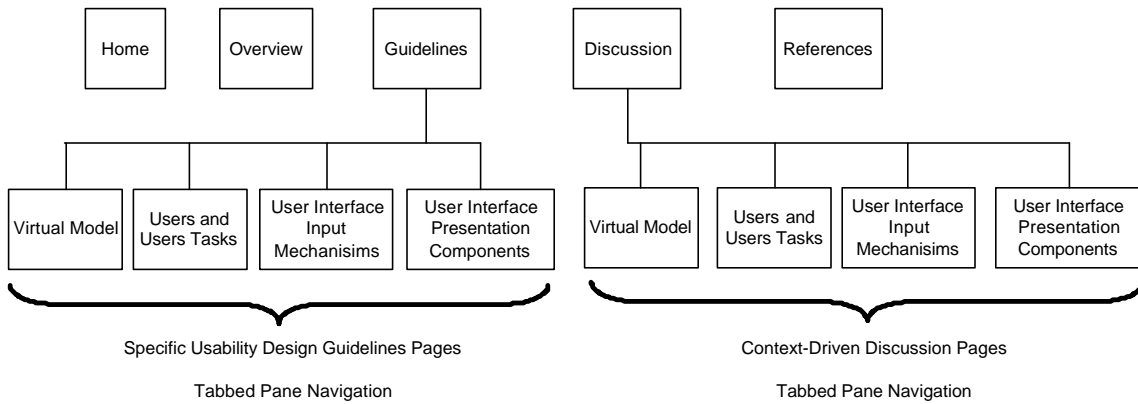 Home
Overview
Guidelines
Discussion
References
Virtual Model
Users and
Users Tasks
User Interface
Input
Mechanisims
User Interface
Presentation
Components
Virtual Model
Users and
Users Tasks
User Interface
Input
Mechanisims
User Interface
Presentation
Components
Specific Usability Design Guidelines Pages
Tabbed Pane Navigation
Context-Driven Discussion Pages
Tabbed Pane Navigation